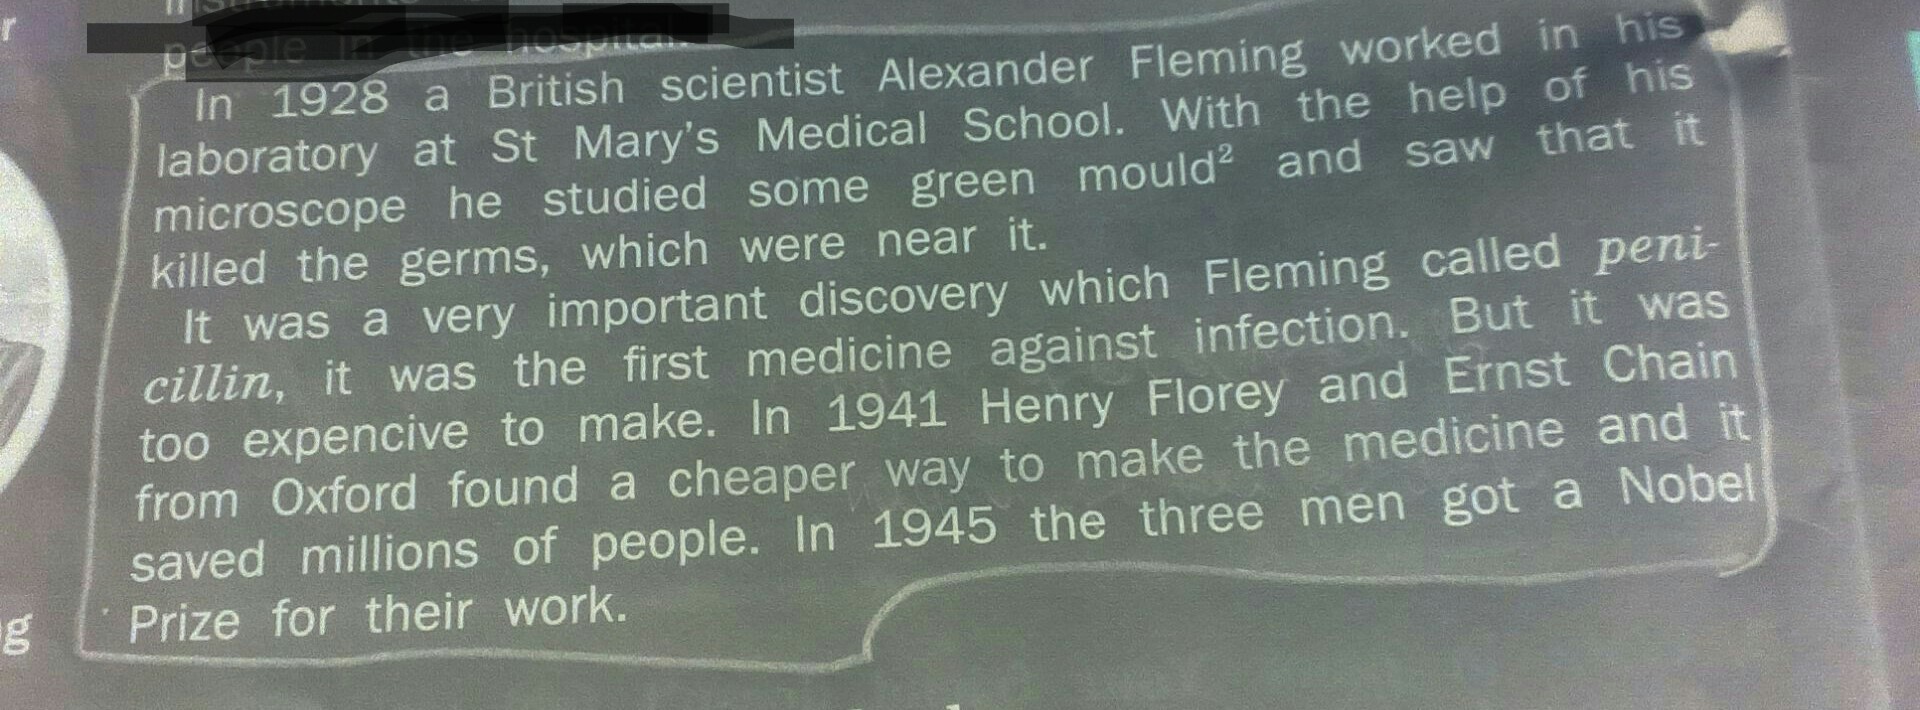 people in the hospital.
In 1928 a British scientist Alexander Fleming worked in his
laboratory at St Mary's Medical School. With the help of his
microscope he studied some green mould² and saw that it
killed the germs, which were near it.
It was a very important discovery which Fleming called peni-
cillin, it was the first medicine against infection. But it was
too expencive to make. In 1941 Henry Florey and Ernst Chain
from Oxford found a cheaper way to make the medicine and it
saved millions of people. In 1945 the three men got a Nobel
Prize for their work.